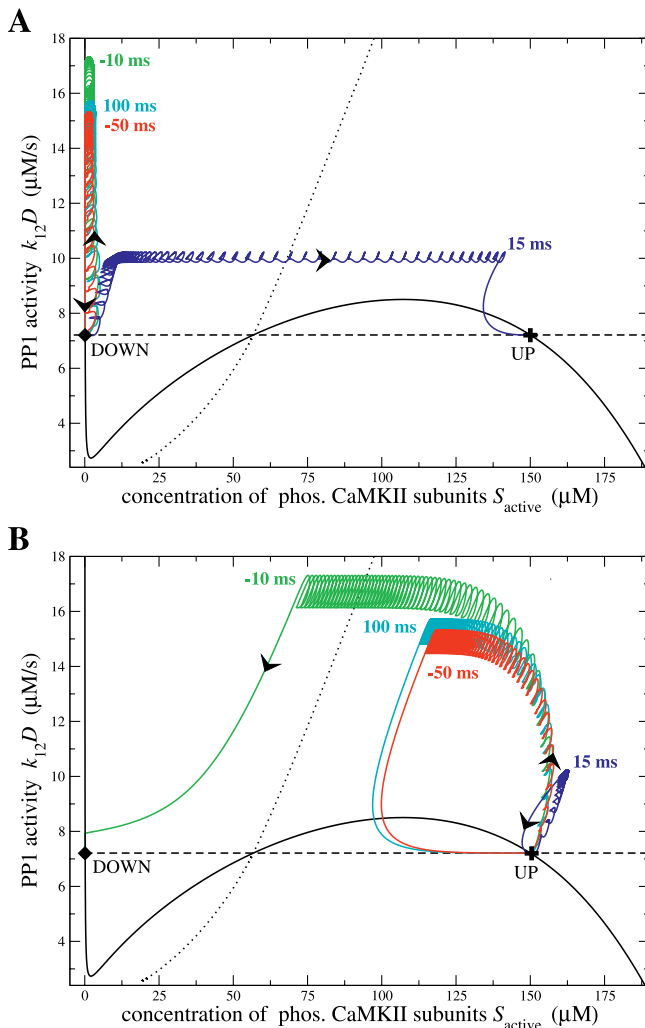 A
18
16
14
12
10
8
6
4
PP1 activity k12D (μM/s)
-10 ms
100 ms
-50 ms
15 ms
DOWN
UP
0 25 50 75 100 125 150 175
concentration of phos. CaMKII subunits Sactive (μM)
B
18
16
14
12
10
8
6
4
PP1 activity k12D (μM/s)
-10 ms
100 ms
-50 ms
15 ms
DOWN
UP
0 25 50 75 100 125 150 175
concentration of phos. CaMKII subunits Sactive (μM)